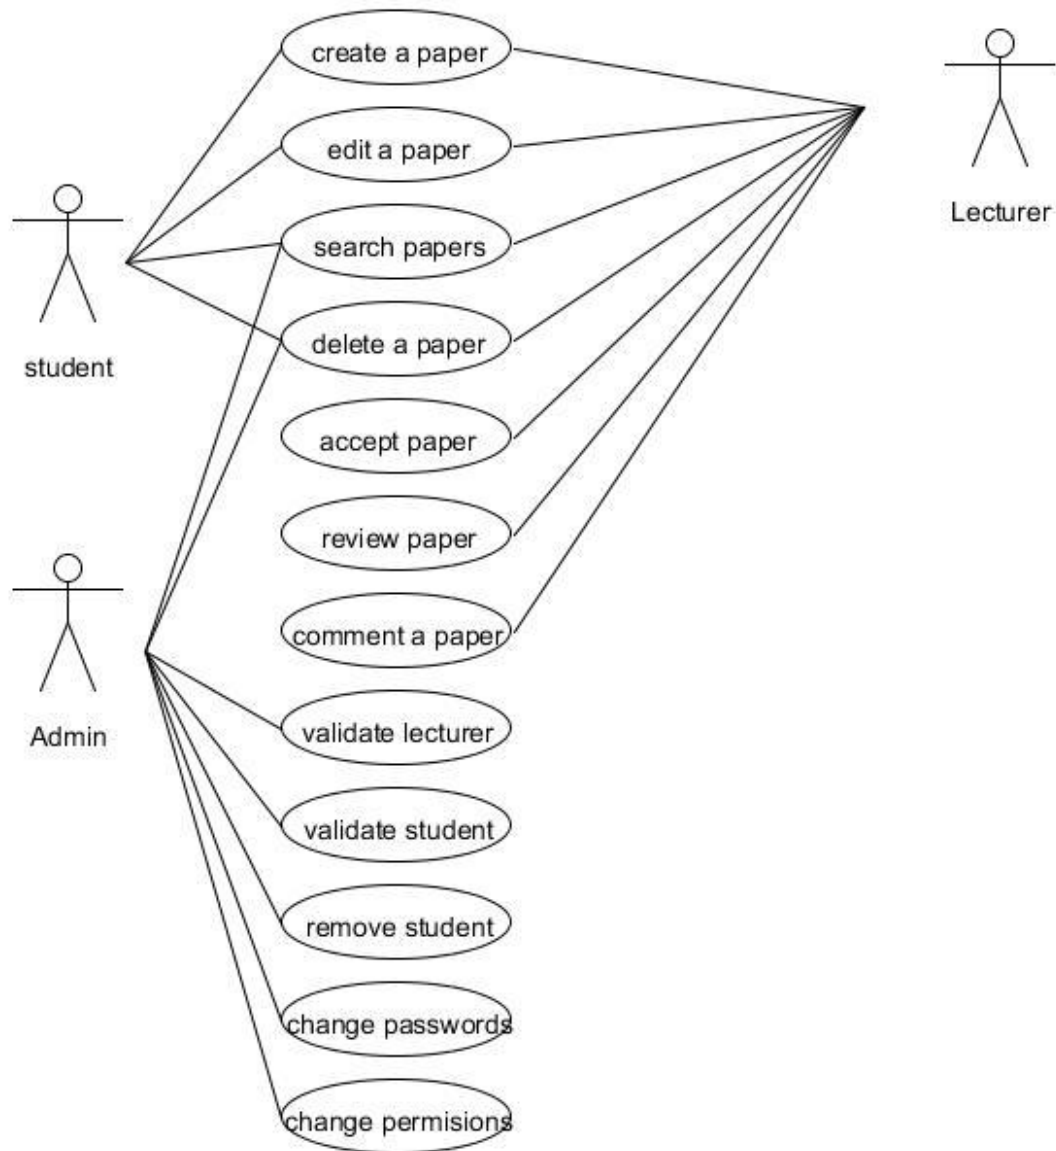 create a paper
edit a paper
search papers
delete a paper
accept paper
review paper
comment a paper
validate lecturer
validate student
remove student
change passwords
change permisions
student
Admin
Lecturer